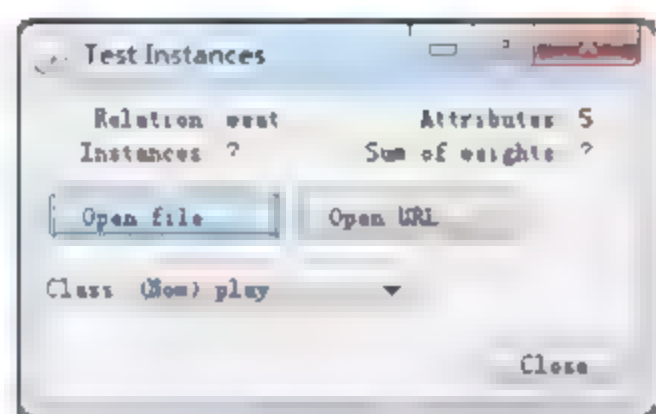 Test Instances
Relation Attributes 5
Instances ? Sum of weights ?
Open file Open URL
Class (Nom) play
Close